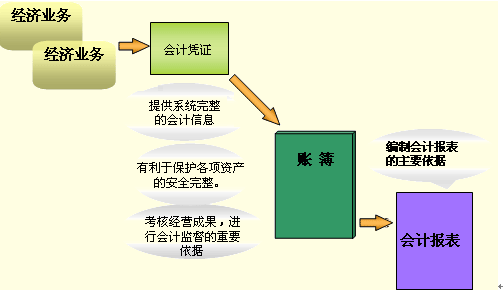 经济业务
经济业务
会计凭证
提供系统完整
的会计信息
有利于保护各项资产
的安全完整。
考核经营成果，进
行会计监督的重要
依据
账 簿
编制会计报表
的主要依据
会计报表